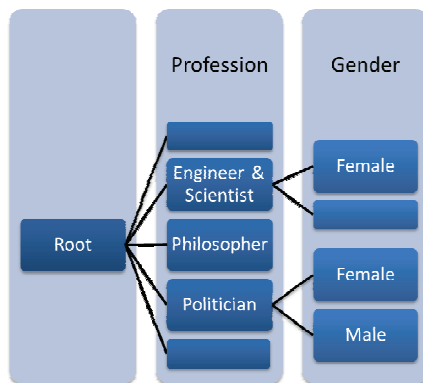 Profession
Gender
Root
Engineer &
Scientist
Philosopher
Politician
Female
Female
Male